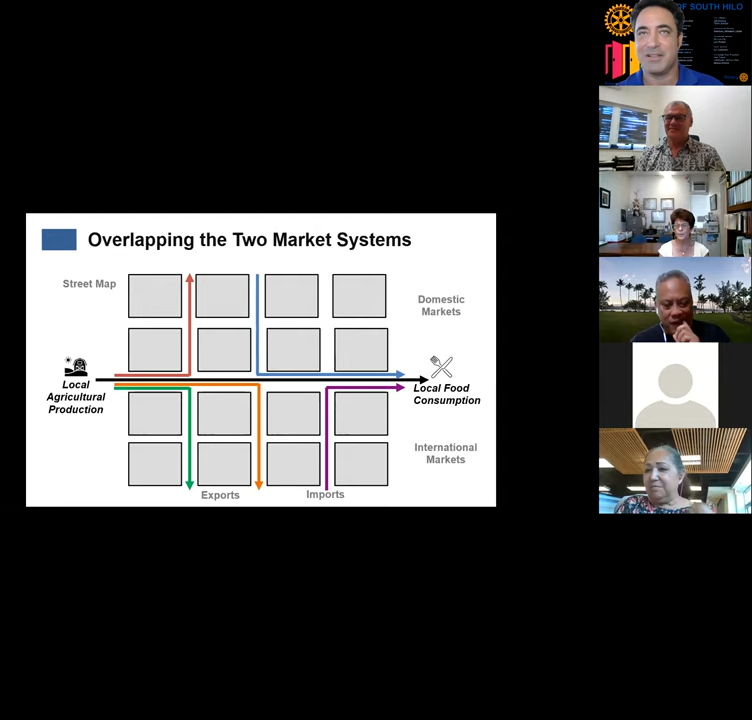 OF SOUTH HILO
Overlapping the Two Market Systems
Street Map
Domestic
Markets
Local
Agricultural
Production
Local Food
Consumption
International
Markets
Exports
Imports